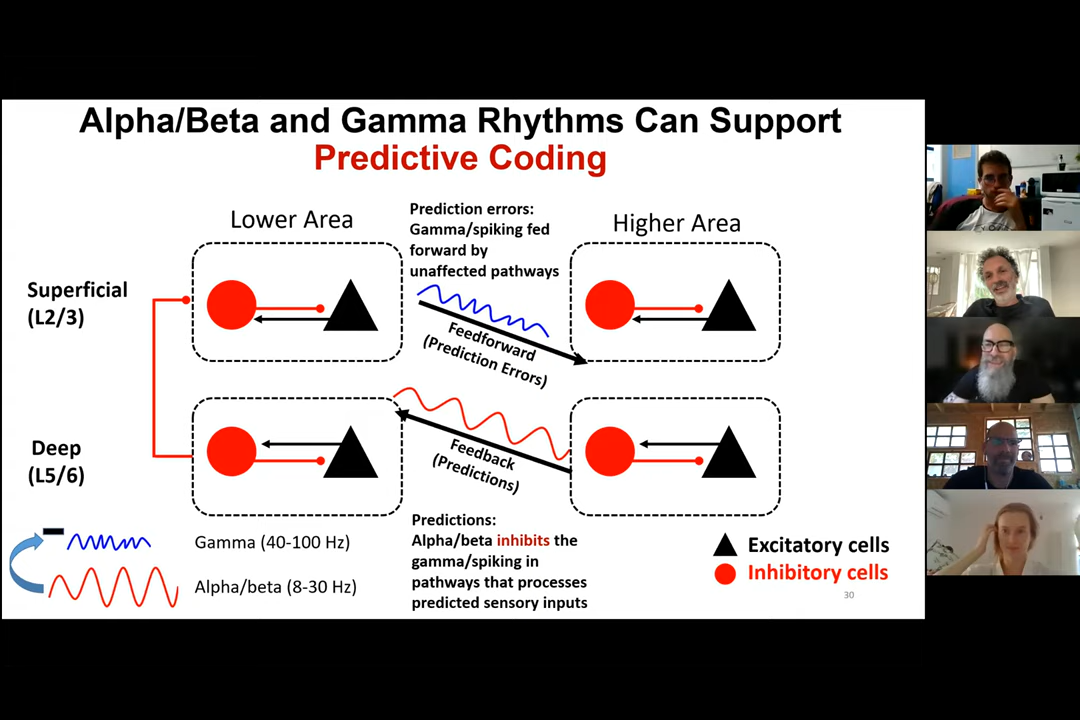 Alpha/Beta and Gamma Rhythms Can Support
Predictive Coding
Lower Area
Prediction errors:
Gamma/spiking fed
forward by
unaffected pathways
Higher Area
Superficial
(L2/3)
Feedforward
(Prediction Errors)
Deep
(L5/6)
Feedback
(Predictions)
Gamma (40-100 Hz)
Alpha/beta (8-30 Hz)
Predictions:
Alpha/beta inhibits the
gamma/spiking in
pathways that processes
predicted sensory inputs
Excitatory cells
Inhibitory cells
30